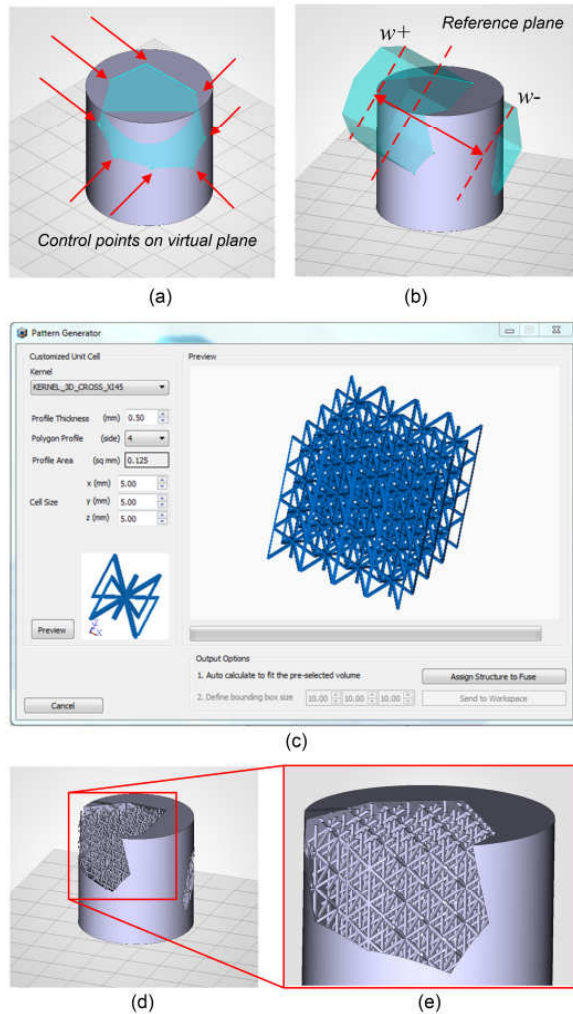 Control points on virtual plane
(a)
Reference plane
w+
w-
(b)
Pattern Generator
Customized Unit Cell
Kernel
KERNEL_3D_CROSS_XI45
Profile Thickness (mm) 0.50
Polygon Profile (side) 4
Profile Area (sq mm) 0.125
x (mm) 5.00
Cell Size y (mm) 5.00
z (mm) 5.00
Preview
Preview
Output Options
1. Auto calculate to fit the pre-selected volume
Assign Structure to Fuse
2. Define bounding box size 10.00 10.00 10.00
Send to Workspace
Cancel
(c)
(d)
(e)